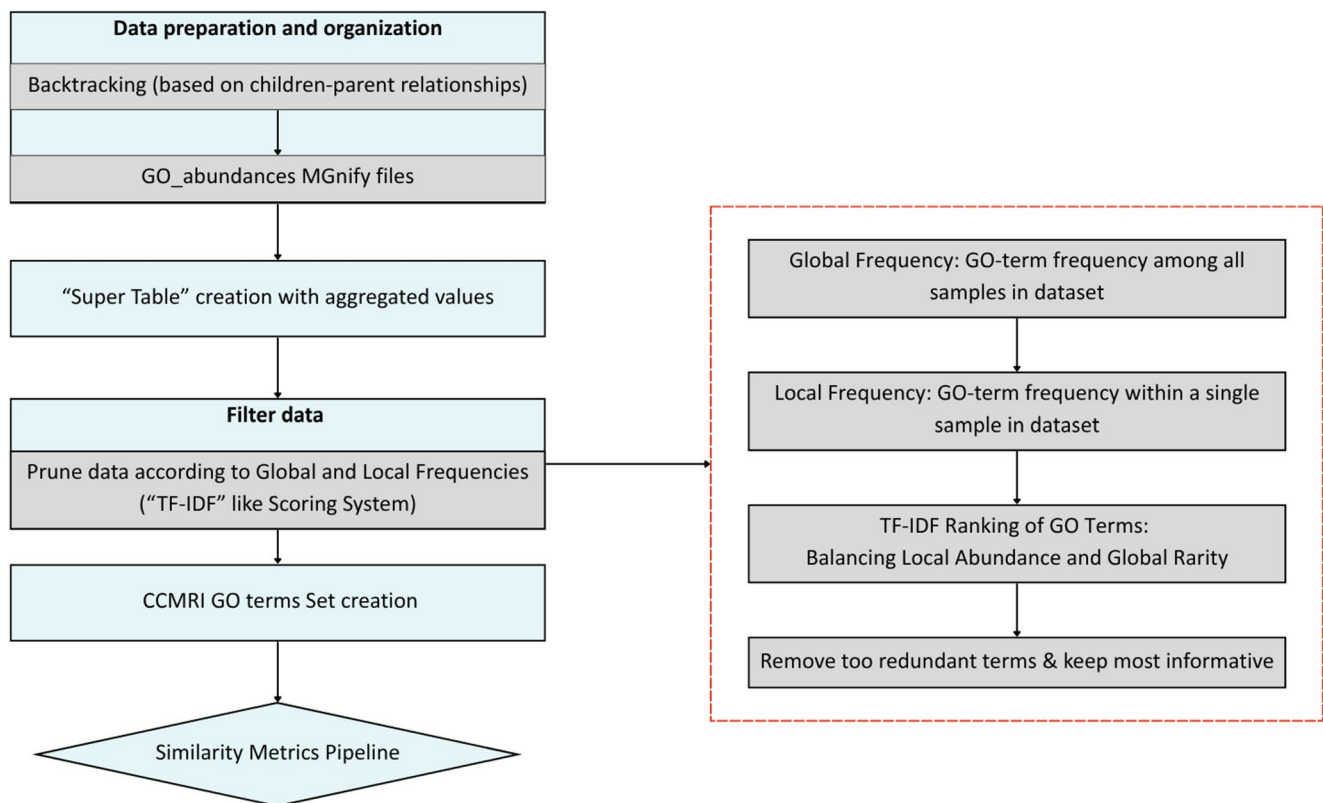 Data preparation and organization
Backtracking (based on children-parent relationships)
GO_abundances MGnify files
“Super Table” creation with aggregated values
Filter data
Prune data according to Global and Local Frequencies
(“TF-IDF” like Scoring System)
CCMRI GO terms Set creation
Similarity Metrics Pipeline
Global Frequency: GO-term frequency among all
samples in dataset
Local Frequency: GO-term frequency within a single
sample in dataset
TF-IDF Ranking of GO Terms:
Balancing Local Abundance and Global Rarity
Remove too redundant terms & keep most informative